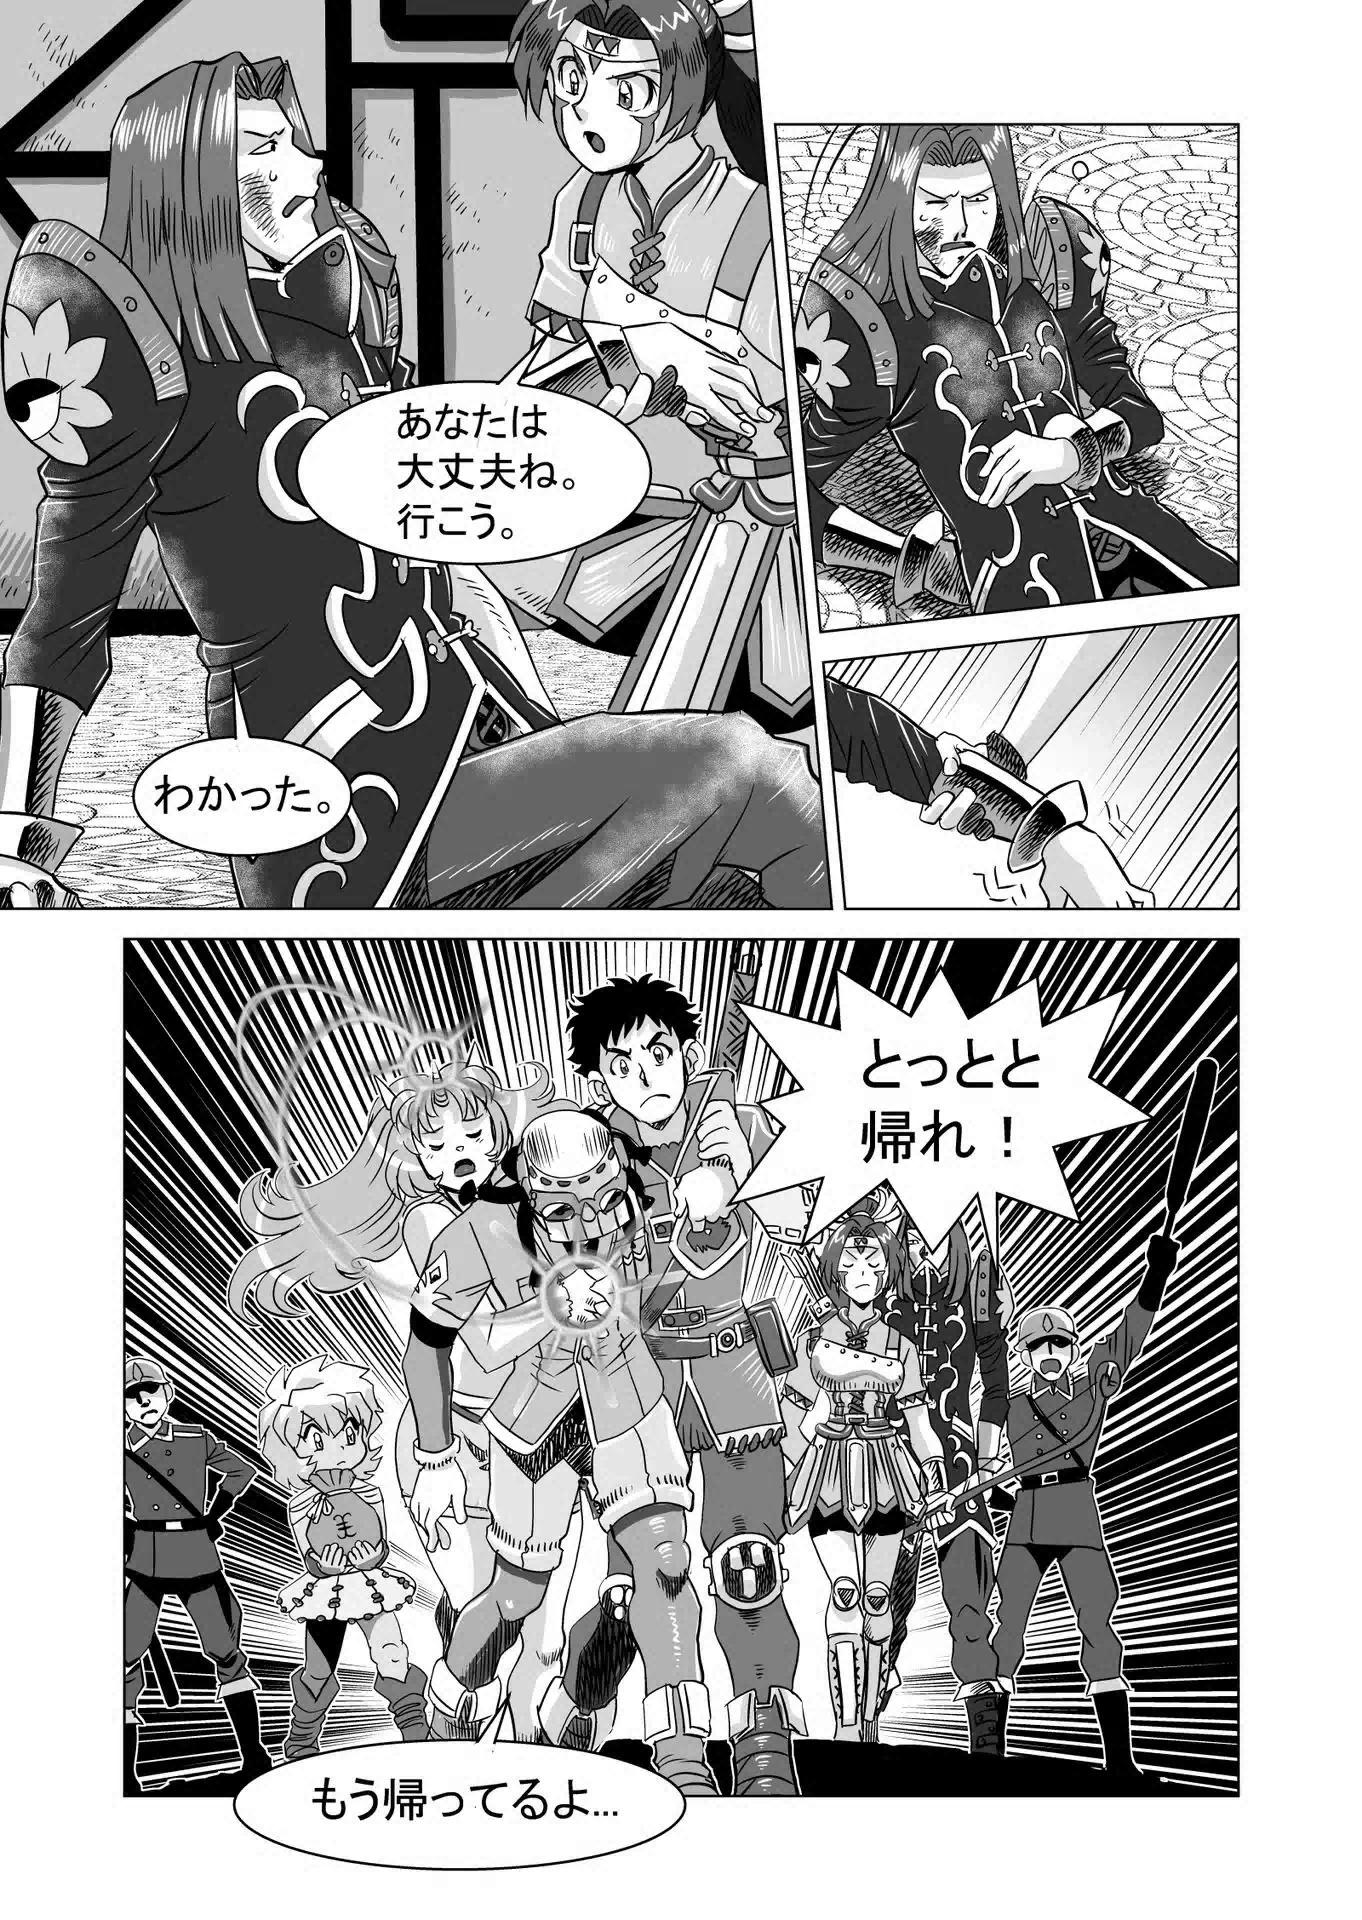 あなたは
大丈夫ね。
行こう。
わかった。
とっとと
帰れ！
もう帰ってるよ...